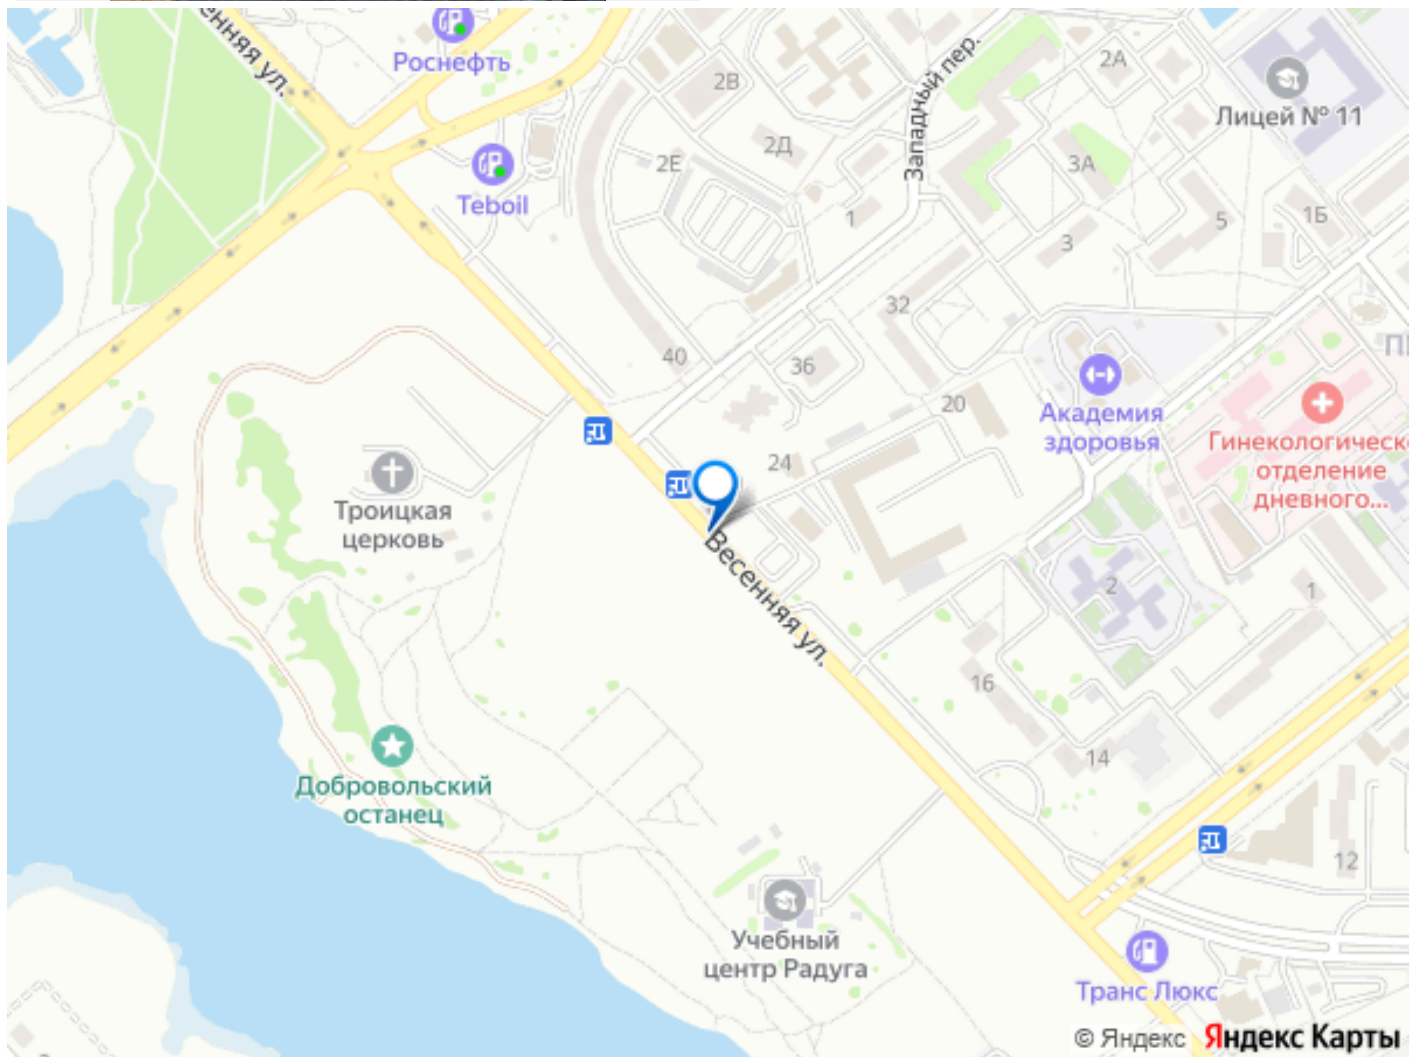 енняя ул.
Роснефть
2В
Западный пер.
2А
Лицей № 11
2Д
2Е
3А
Teboil
1
5
1Б
3
32
40
36
Академия
здоровья
20
Гинекологическо
отделение
дневного...
24
Троицкая
церковь
Весенняя ул.
2
1
16
14
Добровольский
останец
12
Учебный
центр Радуга
Транс Люкс
© Яндекс Яндекс Карты